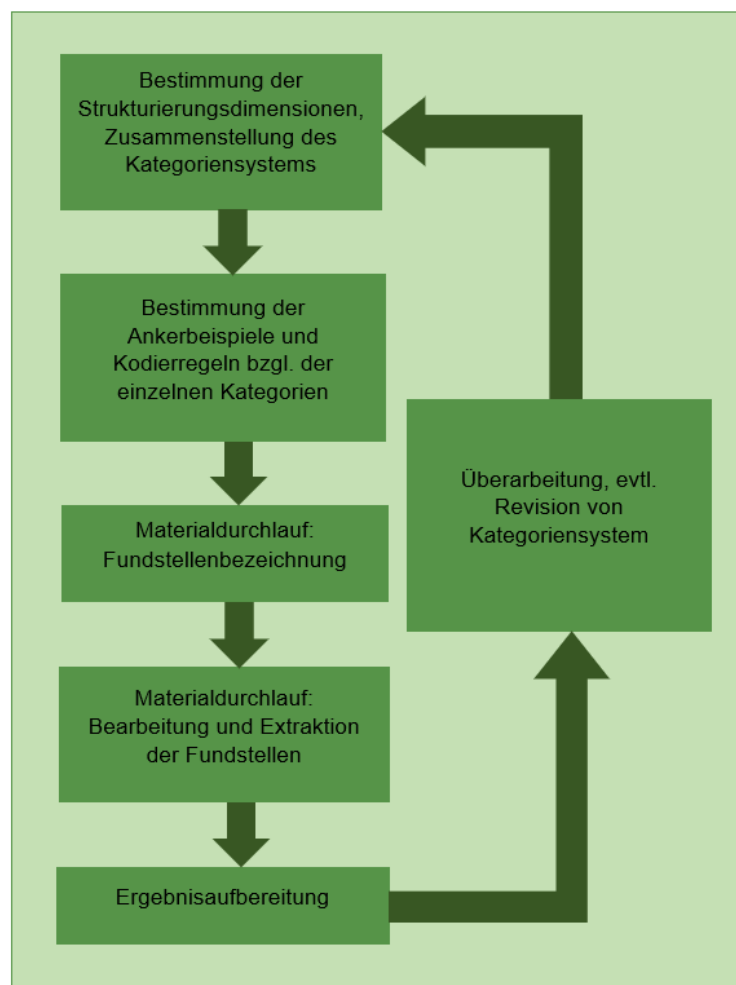 Bestimmung der
Strukturierungsdimensionen,
Zusammenstellung des
Kategoriensystems
Bestimmung der
Ankerbeispiele und
Kodierregeln bzgl. der
einzelnen Kategorien
Materialdurchlauf:
Fundstellenbezeichnung
Materialdurchlauf:
Bearbeitung und Extraktion
der Fundstellen
Ergebnisaufbereitung
Überarbeitung, evtl.
Revision von
Kategoriensystem